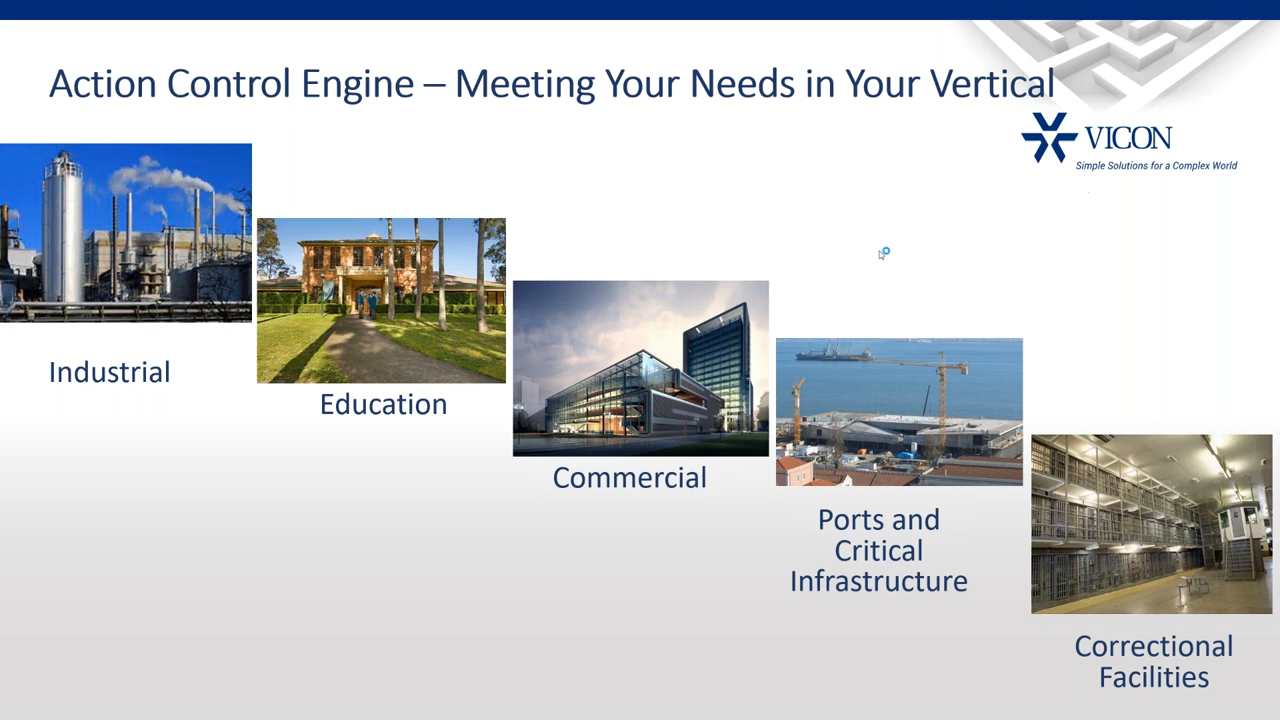 Action Control Engine – Meeting Your Needs in Your Vertical
VICON
Simple Solutions for a Complex World
Industrial
Education
Commercial
Ports and
Critical
Infrastructure
Correctional
Facilities